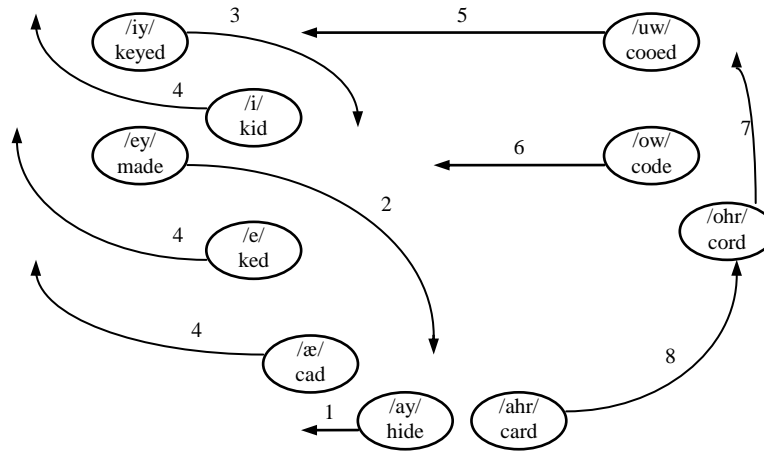 /iy/
keyed
3
5
/uw/
cooed
4
/i/
kid
/ey/
made
6
/ow/
code
7
2
/ohr/
cord
4
/e/
ked
4
/æ/
cad
8
1
/ay/
hide
/ahr/
card